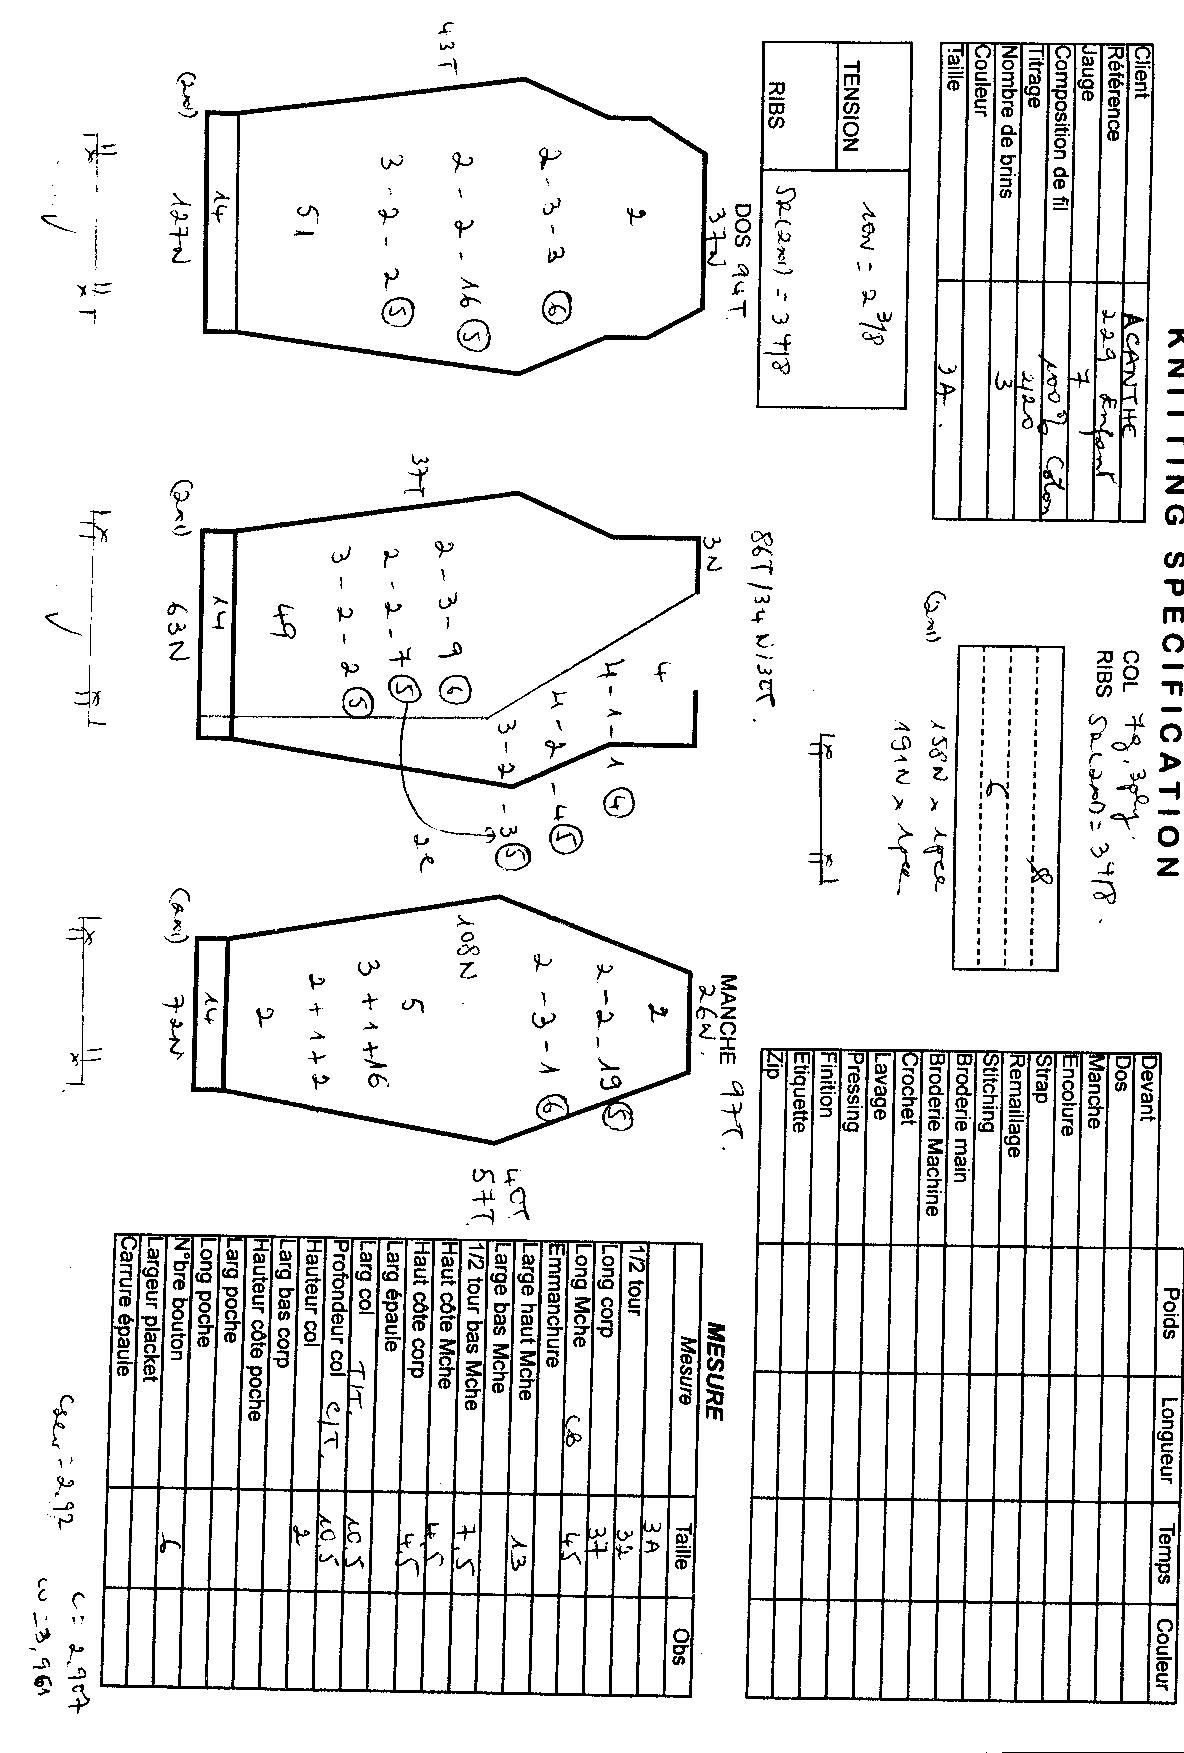 KNITTING SPECIFICATION
Client ACANTHE
Référence 229 Enfant
Jauge 7
Composition de fil 100% Coton
Titrage 2/20
Nombre de brins 3
Couleur
Taille 3A.
COL 7g, 3ply.
RIBS SR(2x1) = 3 4/8.
8
6
(2x1) 158N x 1pce
191N x 1pce
Poids Longueur Temps Couleur
Devant
Dos
Manche
Encolure
Strap
Remaillage
Stitching
Broderie main
Broderie Machine
Crochet
Lavage
Pressing
Finition
Etiquette
Zip
TENSION 10N = 2 3/8
RIBS SR(2x1) = 3 4/8
DOS 94T.
37N
2
2 - 3 - 3 (6)
2 - 2 - 16 (5)
43T
3 - 2 - 2 (5)
51
14
(2x1) 127N
86T/34N/
3N
4
4 - 1 - 1 (4)
4 - 2 - 4 (5)
3 - 2 - 3 (5)
2 - 3 - 9 (6)
37T
2e
2 - 2 - 7 (5)
3 - 2 - 2 (5)
49
14
(2x1) 63N
MANCHE 97T.
26N.
2
2 - 2 - 19 (5)
2 - 3 - 1 (6)
40T
57T.
108N.
5
3 + 1 + 16
2 + 1 + 2
2
14
(2x1) 72N
MESURE
Mesure Taille Obs
3A
1/2 tour 32
Long corp 37
Long Mche CB 45
Emmanchure
Large haut Mche 13
Large bas Mche
1/2 tour bas Mche 7,5
Haut côte Mche 4,5
Haut côte corp 4,5
Larg épaule
Larg col T/T. 10,5
Profondeur col C/T. 10,5
Hauteur col 2
Larg bas corp
Hauteur côte poche
Larg poche
Long poche
N°bre bouton 6
Largeur placket
Carrure épaule
= 2,92
C = 2,907
W = 3,961